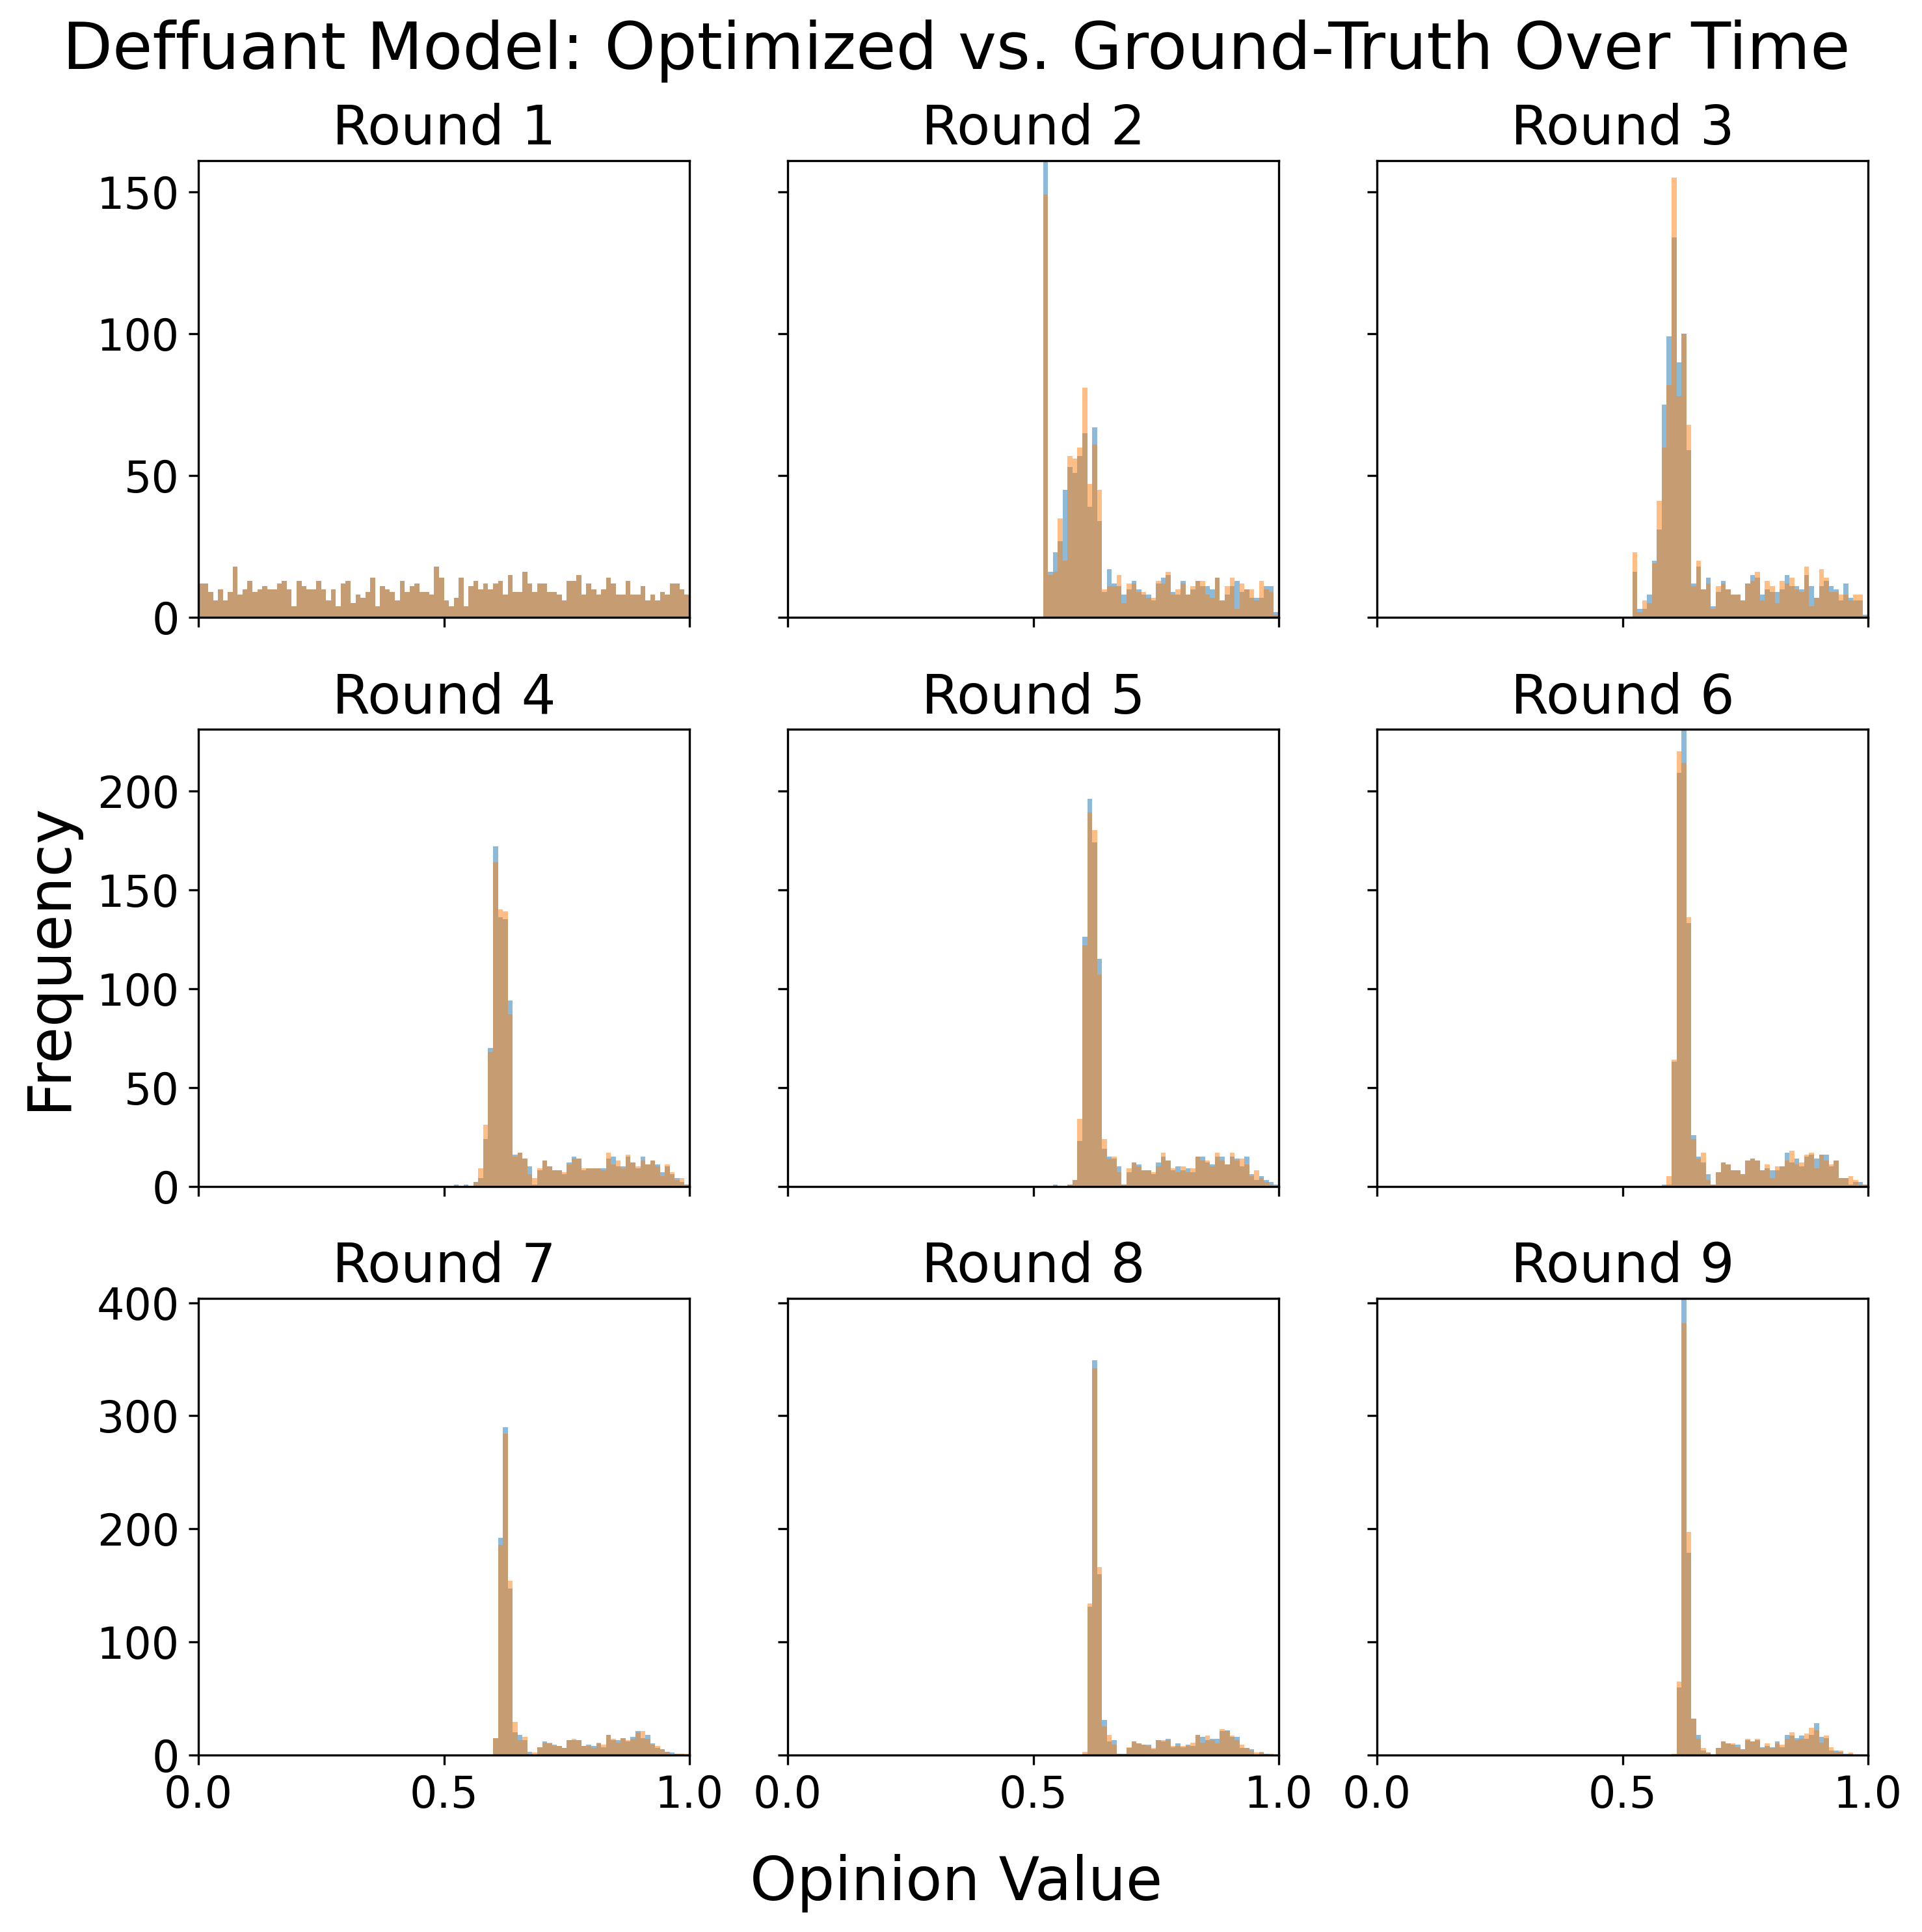 Deffuant Model: Optimized vs. Ground-Truth Over Time
Round 1
Round 2
Round 3
150
100
50
0
Round 4
Round 5
Round 6
200
150
100
50
0
Frequency
Round 7
Round 8
Round 9
400
300
200
100
0
0.0 0.5 1.0 0.0 0.5 1.0 0.0 0.5 1.0
Opinion Value